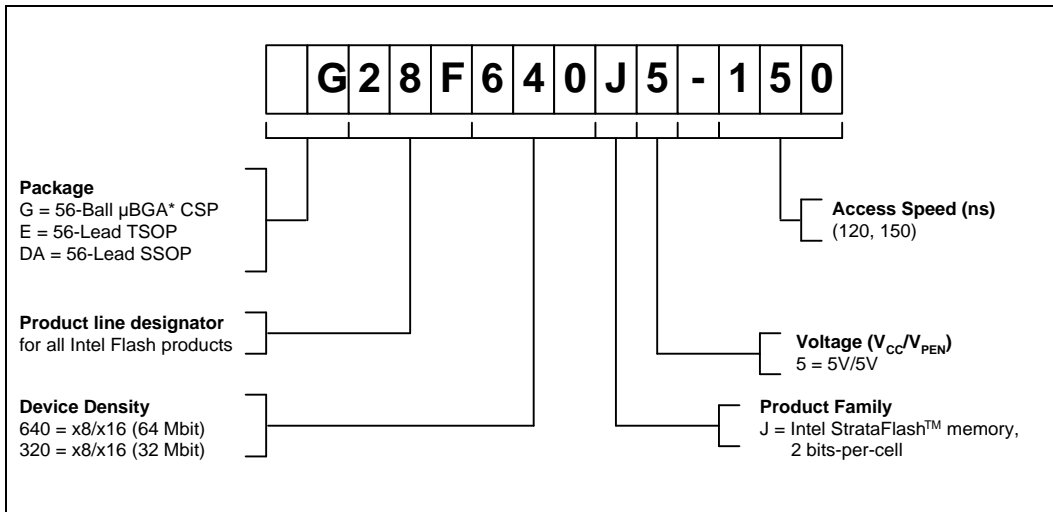 G28F640J5-150
Package
G = 56-Ball µBGA* CSP
E = 56-Lead TSOP
DA = 56-Lead SSOP
Product line designator
for all Intel Flash products
Device Density
640 = x8/x16 (64 Mbit)
320 = x8/x16 (32 Mbit)
Access Speed (ns)
(120, 150)
Voltage (VCC/VPEN)
5 = 5V/5V
Product Family
J = Intel StrataFlash™ memory,
2 bits-per-cell